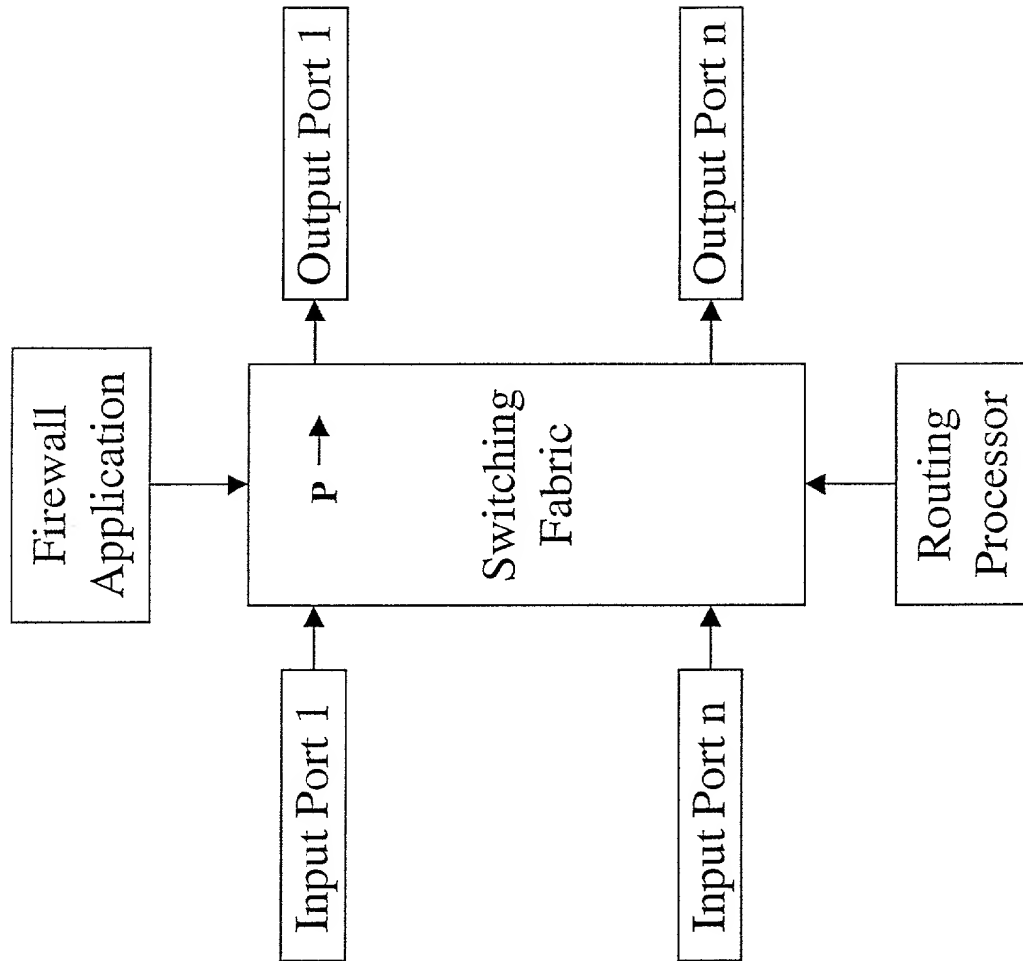 Firewall
Application
Input Port 1
P
Output Port 1
Switching
Fabric
Input Port n
Output Port n
Routing
Processor